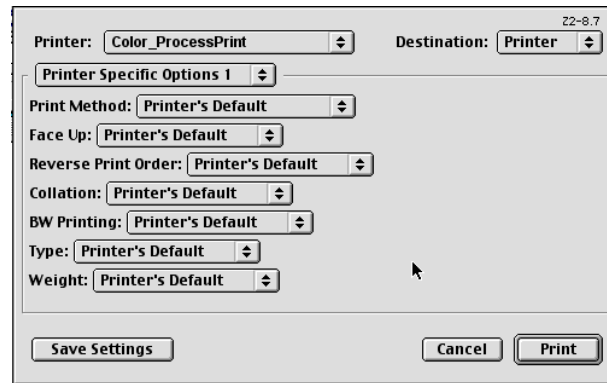 Z2-8.7
Printer: Color_ProcessPrint Destination: Printer
Printer Specific Options 1
Print Method: Printer's Default
Face Up: Printer's Default
Reverse Print Order: Printer's Default
Collation: Printer's Default
BW Printing: Printer's Default
Type: Printer's Default
Weight: Printer's Default
Save Settings Cancel Print